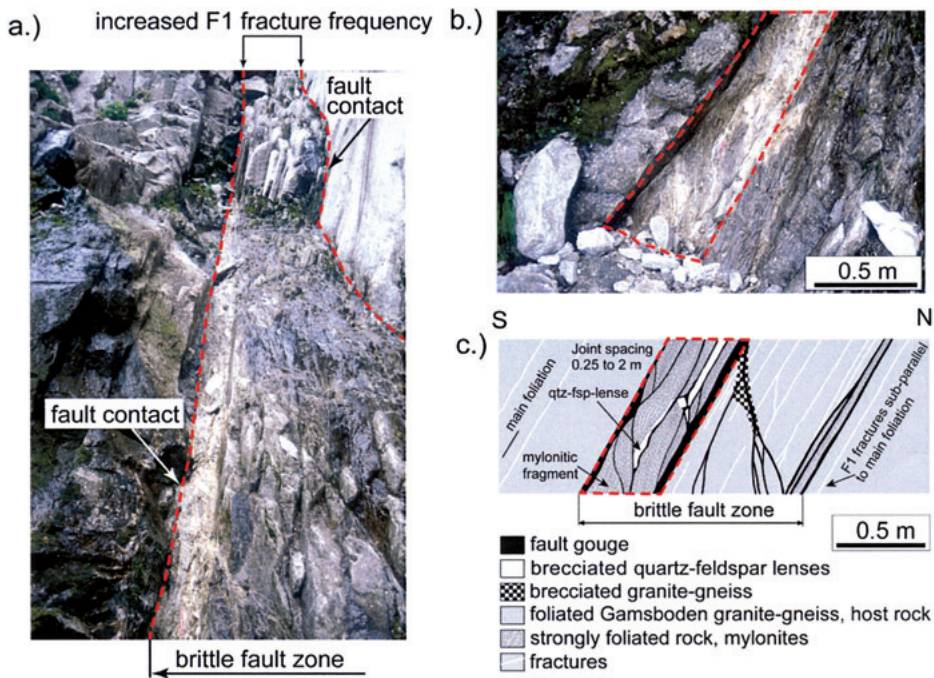 a.)
increased F1 fracture frequency
fault
contact
fault contact
brittle fault zone
b.)
0.5 m
S
N
c.)
Joint spacing
0.25 to 2 m
qtz-fsp-lense
main foliation
mylonitic
fragment
F1 fractures sub-parallel
to main foliation
brittle fault zone
0.5 m
fault gouge
brecciated quartz-feldspar lenses
brecciated granite-gneiss
foliated Gamsboden granite-gneiss, host rock
strongly foliated rock, mylonites
fractures